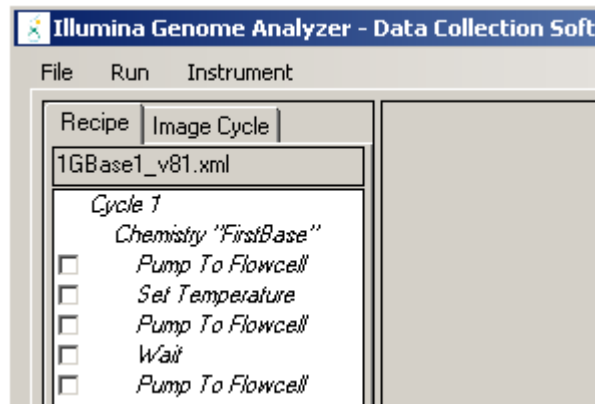 Illumina Genome Analyzer - Data Collection Soft
File Run Instrument
Recipe Image Cycle
1GBase1_v81.xml
Cycle 1
Chemistry "FirstBase"
Pump To Flowcell
Set Temperature
Pump To Flowcell
Wait
Pump To Flowcell